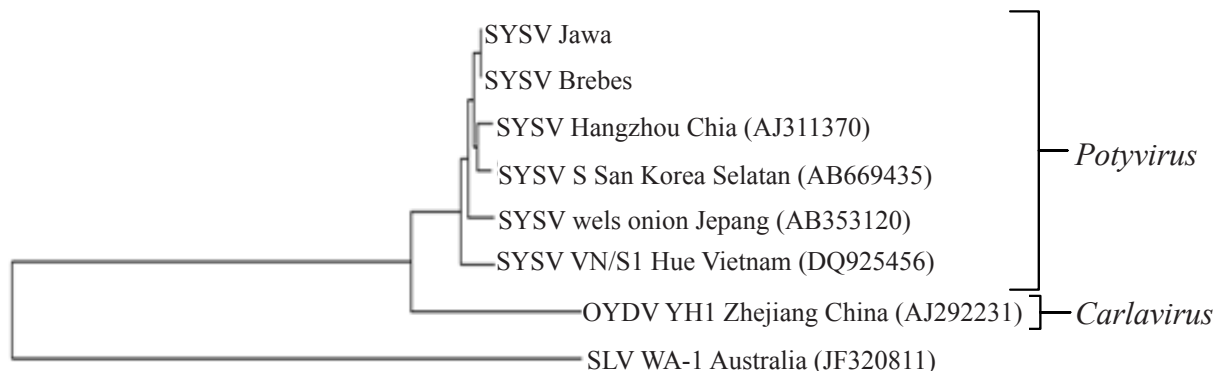 SYSV Jawa
SYSV Brebes
SYSV Hangzhou Chia (AJ311370)
SYSV S San Korea Selatan (AB669435)
SYSV wels onion Jepang (AB353120)
SYSV VN/S1 Hue Vietnam (DQ925456)
Potyvirus
OYDV YH1 Zhejiang China (AJ292231)
Carlavirus
SLV WA-1 Australia (JF320811)